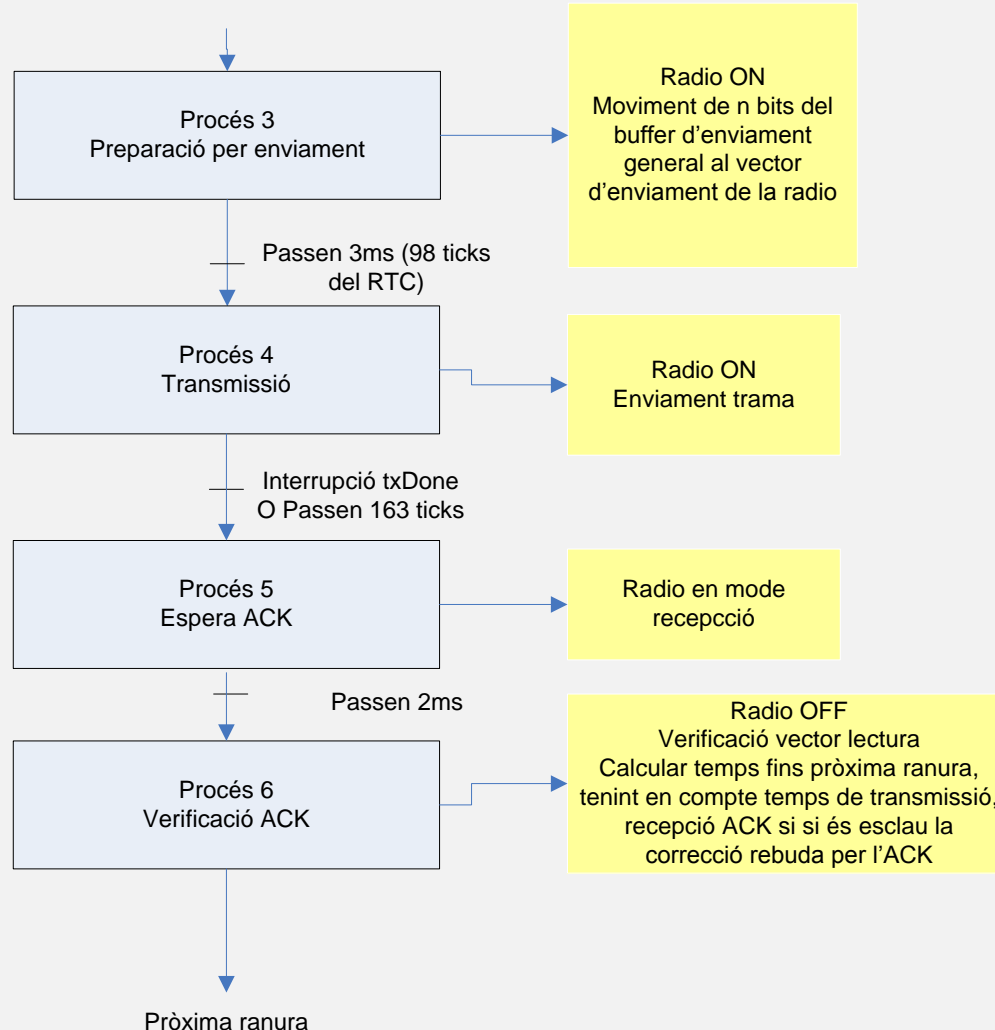 Procés 3
Preparació per enviament
Radio ON
Moviment de n bits del
buffer d'enviament
general al vector
d'enviament de la radio
Passen 3ms (98 ticks
del RTC)
Procés 4
Transmissió
Radio ON
Enviament trama
Interrupció txDone
O Passen 163 ticks
Procés 5
Espera ACK
Radio en mode
recepcció
Passen 2ms
Procés 6
Verificació ACK
Radio OFF
Verificació vector lectura
Calcular temps fins pròxima ranura,
tenint en compte temps de transmissió,
recepció ACK si si és esclau la
correcció rebuda per l'ACK
Pròxima ranura